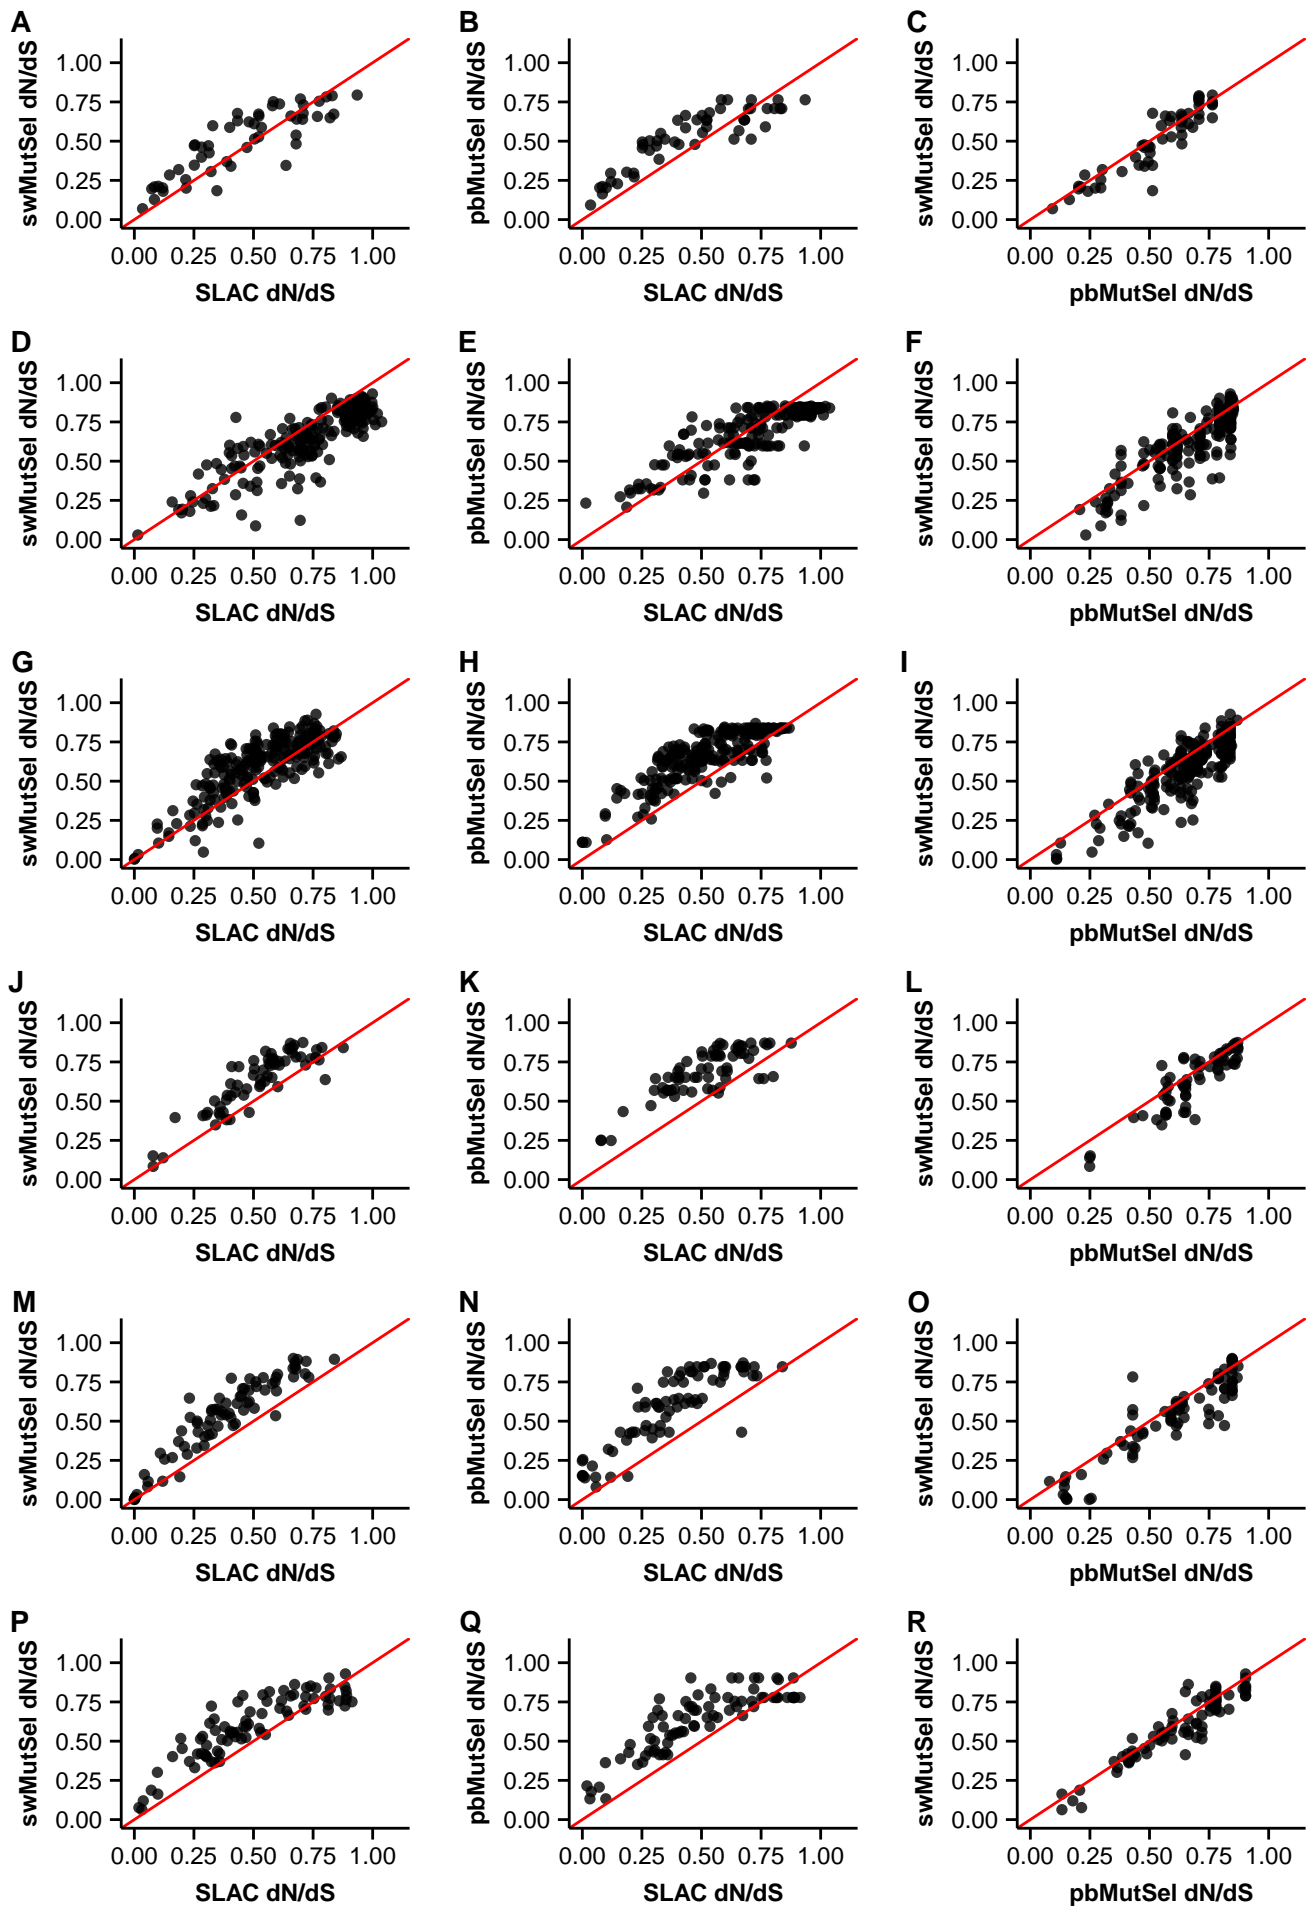 A B C
swMutSel dN/dS 1.00 0.75 0.50 0.25 0.00 pbMutSel dN/dS 1.00 0.75 0.50 0.25 0.00 swMutSel dN/dS 1.00 0.75 0.50 0.25 0.00
0.00 0.25 0.50 0.75 1.00 0.00 0.25 0.50 0.75 1.00 0.00 0.25 0.50 0.75 1.00
SLAC dN/dS SLAC dN/dS pbMutSel dN/dS
D E F
swMutSel dN/dS 1.00 0.75 0.50 0.25 0.00 pbMutSel dN/dS 1.00 0.75 0.50 0.25 0.00 swMutSel dN/dS 1.00 0.75 0.50 0.25 0.00
0.00 0.25 0.50 0.75 1.00 0.00 0.25 0.50 0.75 1.00 0.00 0.25 0.50 0.75 1.00
SLAC dN/dS SLAC dN/dS pbMutSel dN/dS
G H I
swMutSel dN/dS 1.00 0.75 0.50 0.25 0.00 pbMutSel dN/dS 1.00 0.75 0.50 0.25 0.00 swMutSel dN/dS 1.00 0.75 0.50 0.25 0.00
0.00 0.25 0.50 0.75 1.00 0.00 0.25 0.50 0.75 1.00 0.00 0.25 0.50 0.75 1.00
SLAC dN/dS SLAC dN/dS pbMutSel dN/dS
J K L
swMutSel dN/dS 1.00 0.75 0.50 0.25 0.00 pbMutSel dN/dS 1.00 0.75 0.50 0.25 0.00 swMutSel dN/dS 1.00 0.75 0.50 0.25 0.00
0.00 0.25 0.50 0.75 1.00 0.00 0.25 0.50 0.75 1.00 0.00 0.25 0.50 0.75 1.00
SLAC dN/dS SLAC dN/dS pbMutSel dN/dS
M N O
swMutSel dN/dS 1.00 0.75 0.50 0.25 0.00 pbMutSel dN/dS 1.00 0.75 0.50 0.25 0.00 swMutSel dN/dS 1.00 0.75 0.50 0.25 0.00
0.00 0.25 0.50 0.75 1.00 0.00 0.25 0.50 0.75 1.00 0.00 0.25 0.50 0.75 1.00
SLAC dN/dS SLAC dN/dS pbMutSel dN/dS
P Q R
swMutSel dN/dS 1.00 0.75 0.50 0.25 0.00 pbMutSel dN/dS 1.00 0.75 0.50 0.25 0.00 swMutSel dN/dS 1.00 0.75 0.50 0.25 0.00
0.00 0.25 0.50 0.75 1.00 0.00 0.25 0.50 0.75 1.00 0.00 0.25 0.50 0.75 1.00
SLAC dN/dS SLAC dN/dS pbMutSel dN/dS